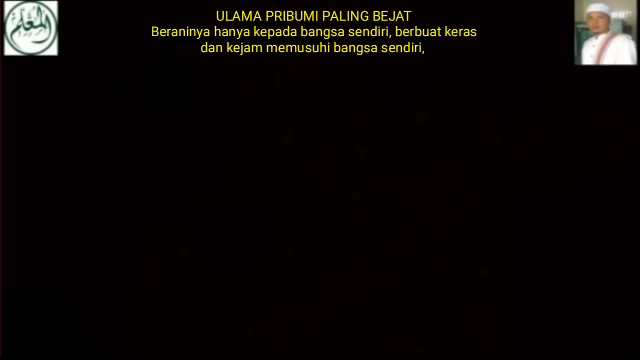 ULAMA PRIBUMI PALING BEJAT
Beraninya hanya kepada bangsa sendiri, berbuat keras
dan kejam memusuhi bangsa sendiri,